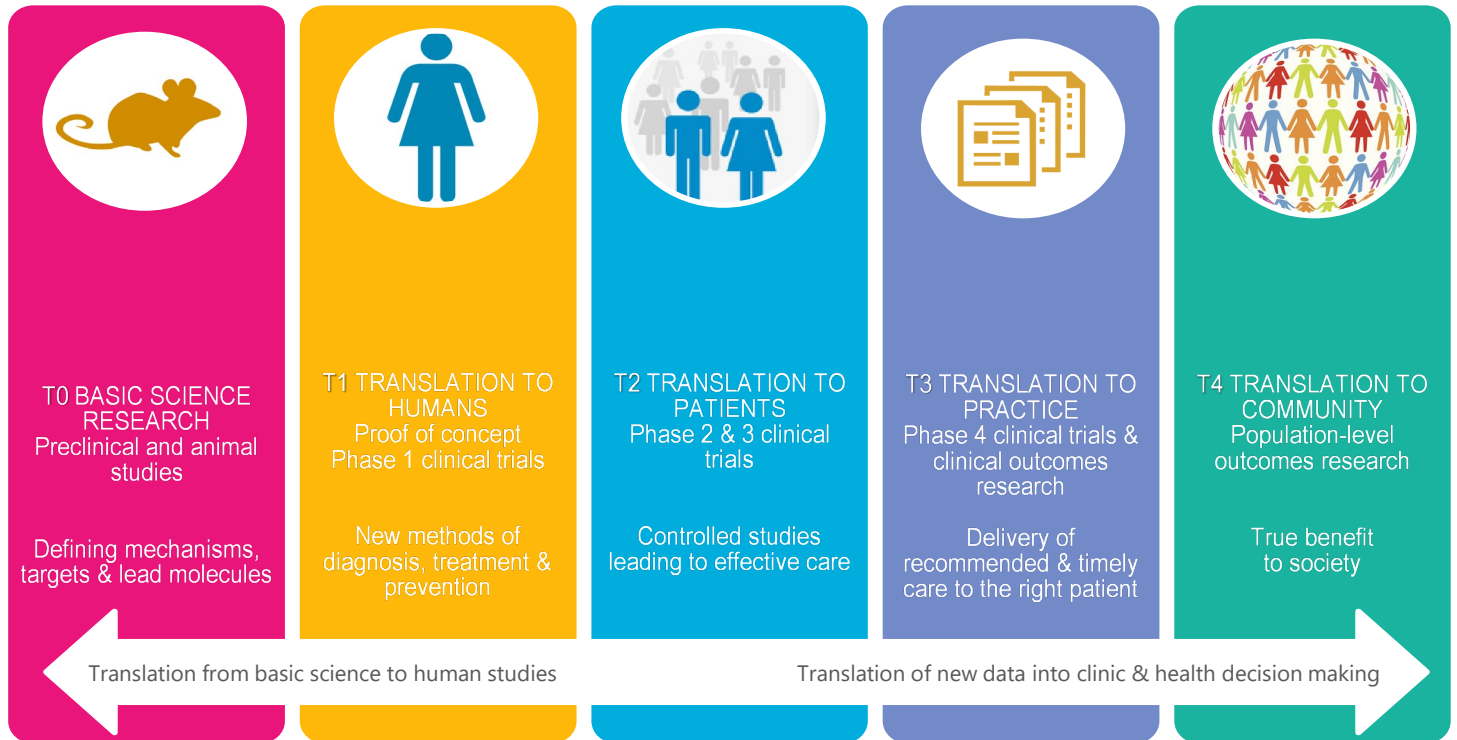 T0 BASIC SCIENCE
RESEARCH
Preclinical and animal
studies
Defining mechanisms,
targets & lead molecules
T1 TRANSLATION TO
HUMANS
Proof of concept
Phase 1 clinical trials
New methods of
diagnosis, treatment &
prevention
T2 TRANSLATION TO
PATIENTS
Phase 2 & 3 clinical
trials
Controlled studies
leading to effective care
T3 TRANSLATION TO
PRACTICE
Phase 4 clinical trials &
clinical outcomes
research
Delivery of
recommended & timely
care to the right patient
T4 TRANSLATION TO
COMMUNITY
Population-level
outcomes research
True benefit
to society
Translation from basic science to human studies
Translation of new data into clinic & health decision making